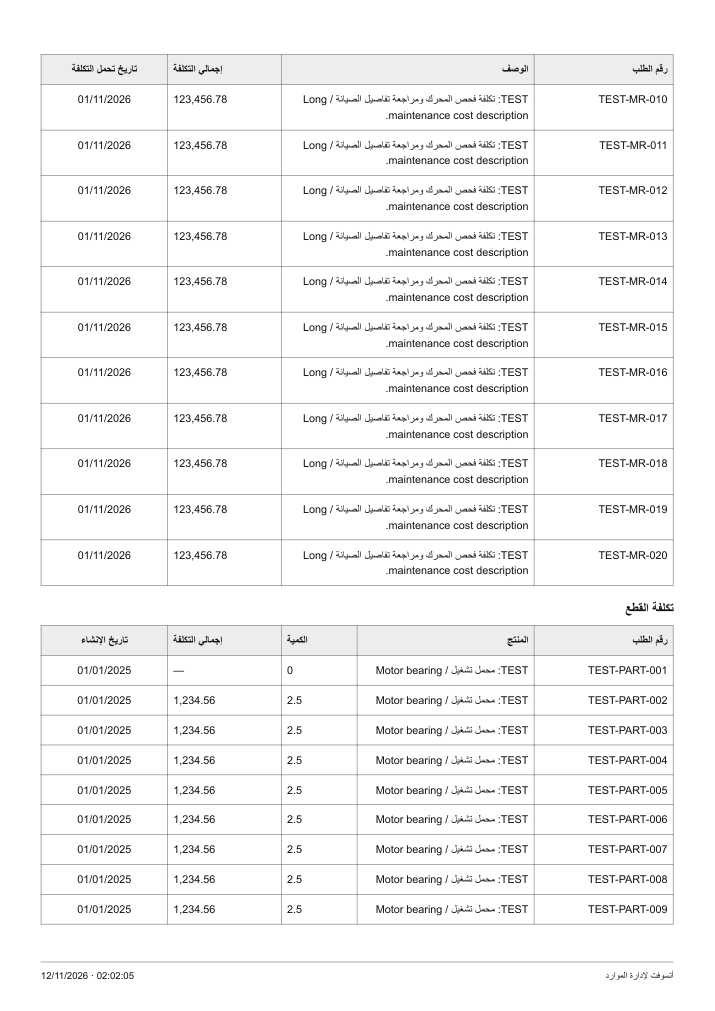 رقم الطلب الوصف إجمالي التكلفة تاريخ تحمل التكلفة
TEST-MR-010 TEST: تكلفة فحص المحرك ومراجعة تفاصيل الصيانة / Long 123,456.78 01/11/2026
maintenance cost description.
TEST-MR-011 TEST: تكلفة فحص المحرك ومراجعة تفاصيل الصيانة / Long 123,456.78 01/11/2026
maintenance cost description.
TEST-MR-012 TEST: تكلفة فحص المحرك ومراجعة تفاصيل الصيانة / Long 123,456.78 01/11/2026
maintenance cost description.
TEST-MR-013 TEST: تكلفة فحص المحرك ومراجعة تفاصيل الصيانة / Long 123,456.78 01/11/2026
maintenance cost description.
TEST-MR-014 TEST: تكلفة فحص المحرك ومراجعة تفاصيل الصيانة / Long 123,456.78 01/11/2026
maintenance cost description.
TEST-MR-015 TEST: تكلفة فحص المحرك ومراجعة تفاصيل الصيانة / Long 123,456.78 01/11/2026
maintenance cost description.
TEST-MR-016 TEST: تكلفة فحص المحرك ومراجعة تفاصيل الصيانة / Long 123,456.78 01/11/2026
maintenance cost description.
TEST-MR-017 TEST: تكلفة فحص المحرك ومراجعة تفاصيل الصيانة / Long 123,456.78 01/11/2026
maintenance cost description.
TEST-MR-018 TEST: تكلفة فحص المحرك ومراجعة تفاصيل الصيانة / Long 123,456.78 01/11/2026
maintenance cost description.
TEST-MR-019 TEST: تكلفة فحص المحرك ومراجعة تفاصيل الصيانة / Long 123,456.78 01/11/2026
maintenance cost description.
TEST-MR-020 TEST: تكلفة فحص المحرك ومراجعة تفاصيل الصيانة / Long 123,456.78 01/11/2026
maintenance cost description.
تكلفة القطع
رقم الطلب المنتج الكمية إجمالي التكلفة تاريخ الإنشاء
TEST-PART-001 TEST: محمل تشغيل / Motor bearing 0 — 01/01/2025
TEST-PART-002 TEST: محمل تشغيل / Motor bearing 2.5 1,234.56 01/01/2025
TEST-PART-003 TEST: محمل تشغيل / Motor bearing 2.5 1,234.56 01/01/2025
TEST-PART-004 TEST: محمل تشغيل / Motor bearing 2.5 1,234.56 01/01/2025
TEST-PART-005 TEST: محمل تشغيل / Motor bearing 2.5 1,234.56 01/01/2025
TEST-PART-006 TEST: محمل تشغيل / Motor bearing 2.5 1,234.56 01/01/2025
TEST-PART-007 TEST: محمل تشغيل / Motor bearing 2.5 1,234.56 01/01/2025
TEST-PART-008 TEST: محمل تشغيل / Motor bearing 2.5 1,234.56 01/01/2025
TEST-PART-009 TEST: محمل تشغيل / Motor bearing 2.5 1,234.56 01/01/2025
أتسوفت لإدارة الموارد 12/11/2026 · 02:02:05